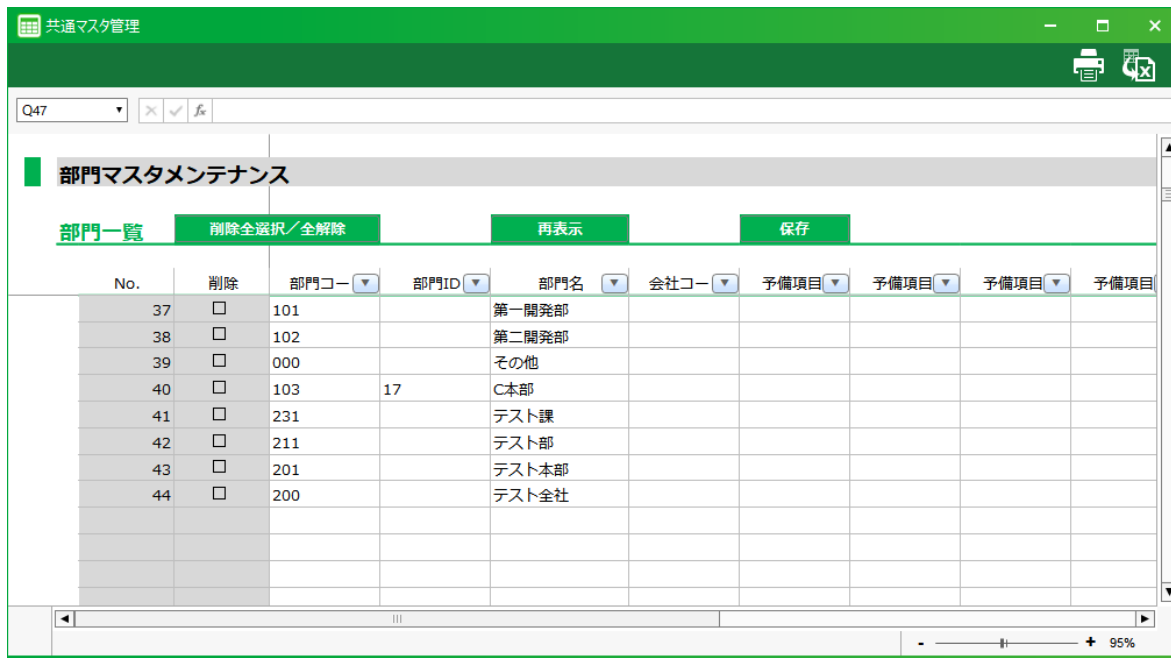 共通マスタ管理
Q47
fx
部門マスタメンテナンス
部門一覧 削除全選択／全解除 再表示 保存
No. 削除 部門コー 部門ID 部門名 会社コー 予備項目 予備項目 予備項目 予備項目
37 101 第一開発部
38 102 第二開発部
39 000 その他
40 103 17 C本部
41 231 テスト課
42 211 テスト部
43 201 テスト本部
44 200 テスト全社
- + 95%